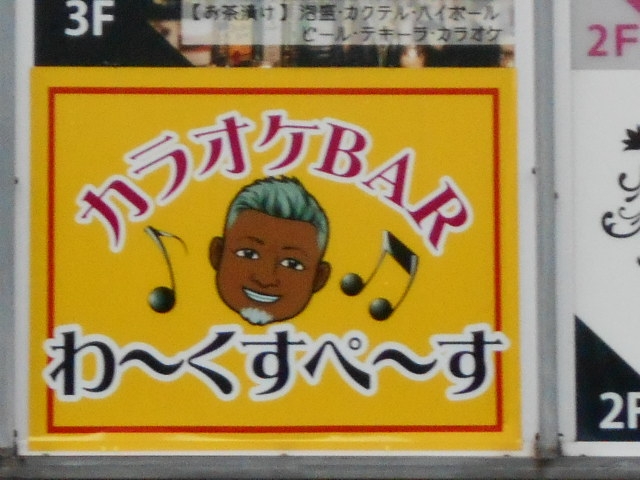 3F
【お茶漬け】泡盛・カクテル・ハイボール
ビール・テキーラ・カラオケ
カラオケBAR
わ〜くすぺ〜す
2F
2F